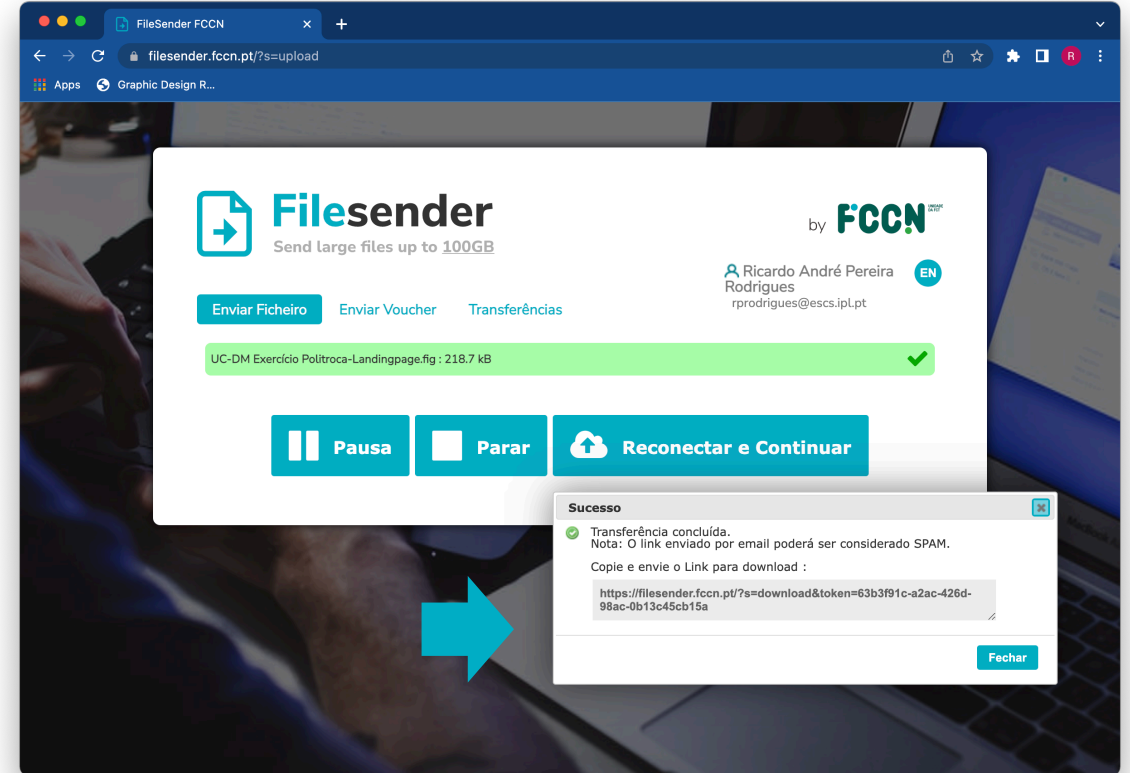 FileSender FCCN
filesender.fccn.pt/?s=upload
R
Apps
Graphic Design R...
Filesender
Send large files up to 100GB
by FCCN UNIDADE DA FCT
Ricardo André Pereira
Rodrigues
rprodrigues@escs.ipl.pt
EN
Enviar Ficheiro
Enviar Voucher
Transferências
UC-DM Exercício Politroca-Landingpage.fig : 218.7 kB
Pausa
Parar
Reconectar e Continuar
Sucesso
Transferência concluída.
Nota: O link enviado por email poderá ser considerado SPAM.
Copie e envie o Link para download :
https://filesender.fccn.pt/?s=download&token=63b3f91c-a2ac-426d-
98ac-0b13c45cb15a
Fechar